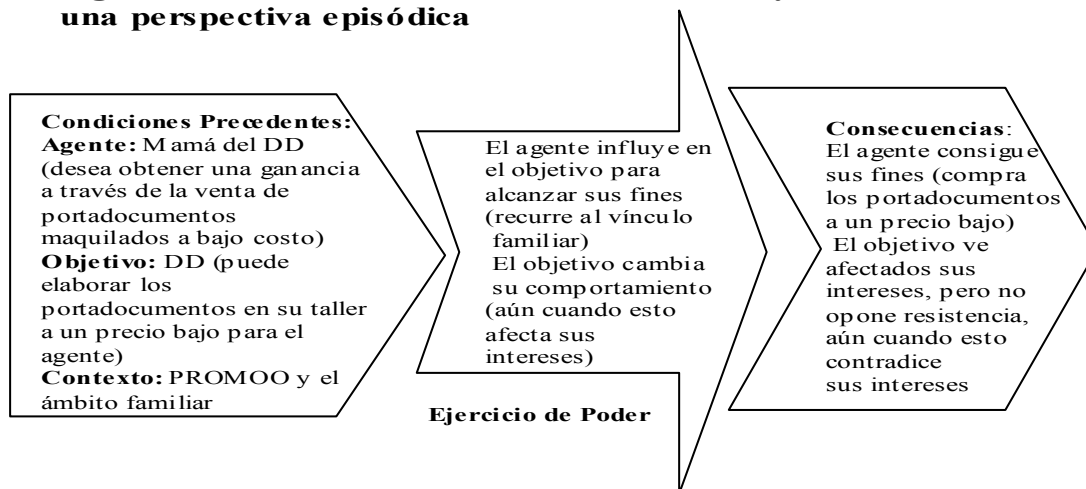 una perspectiva episódica
Condiciones Precedentes:
Agente: Mamá del DD
(desea obtener una ganancia
a través de la venta de
portadocumentos
maquilados a bajo costo)
Objetivo: DD (puede
elaborar los
portadocumentos en su taller
a un precio bajo para el
agente)
Contexto: PROMOO y el
ámbito familiar
El agente influye en
el objetivo para
alcanzar sus fines
(recurre al vínculo
familiar)
El objetivo cambia
su comportamiento
(aún cuando esto
afecta sus
intereses)
Ejercicio de Poder
Consecuencias:
El agente consigue
sus fines (compra
los portadocumentos
a un precio bajo)
El objetivo ve
afectados sus
intereses, pero no
opone resistencia,
aún cuando esto
contradice
sus intereses